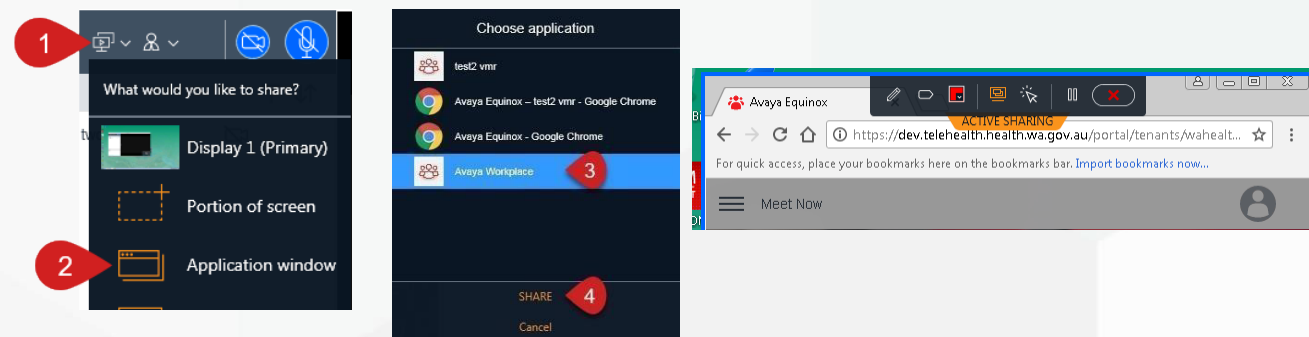 1
What would you like to share?
Display 1 (Primary)
Portion of screen
2
Application window
Choose application
test2 vmr
Avaya Equinox – test2 vmr - Google Chrome
Avaya Equinox - Google Chrome
Avaya Workplace
3
SHARE
4
Cancel
Avaya Equinox
ACTIVE SHARING
https://dev.telehealth.health.wa.gov.au/portal/tenants/wahealt...
For quick access, place your bookmarks here on the bookmarks bar. Import bookmarks now...
Meet Now